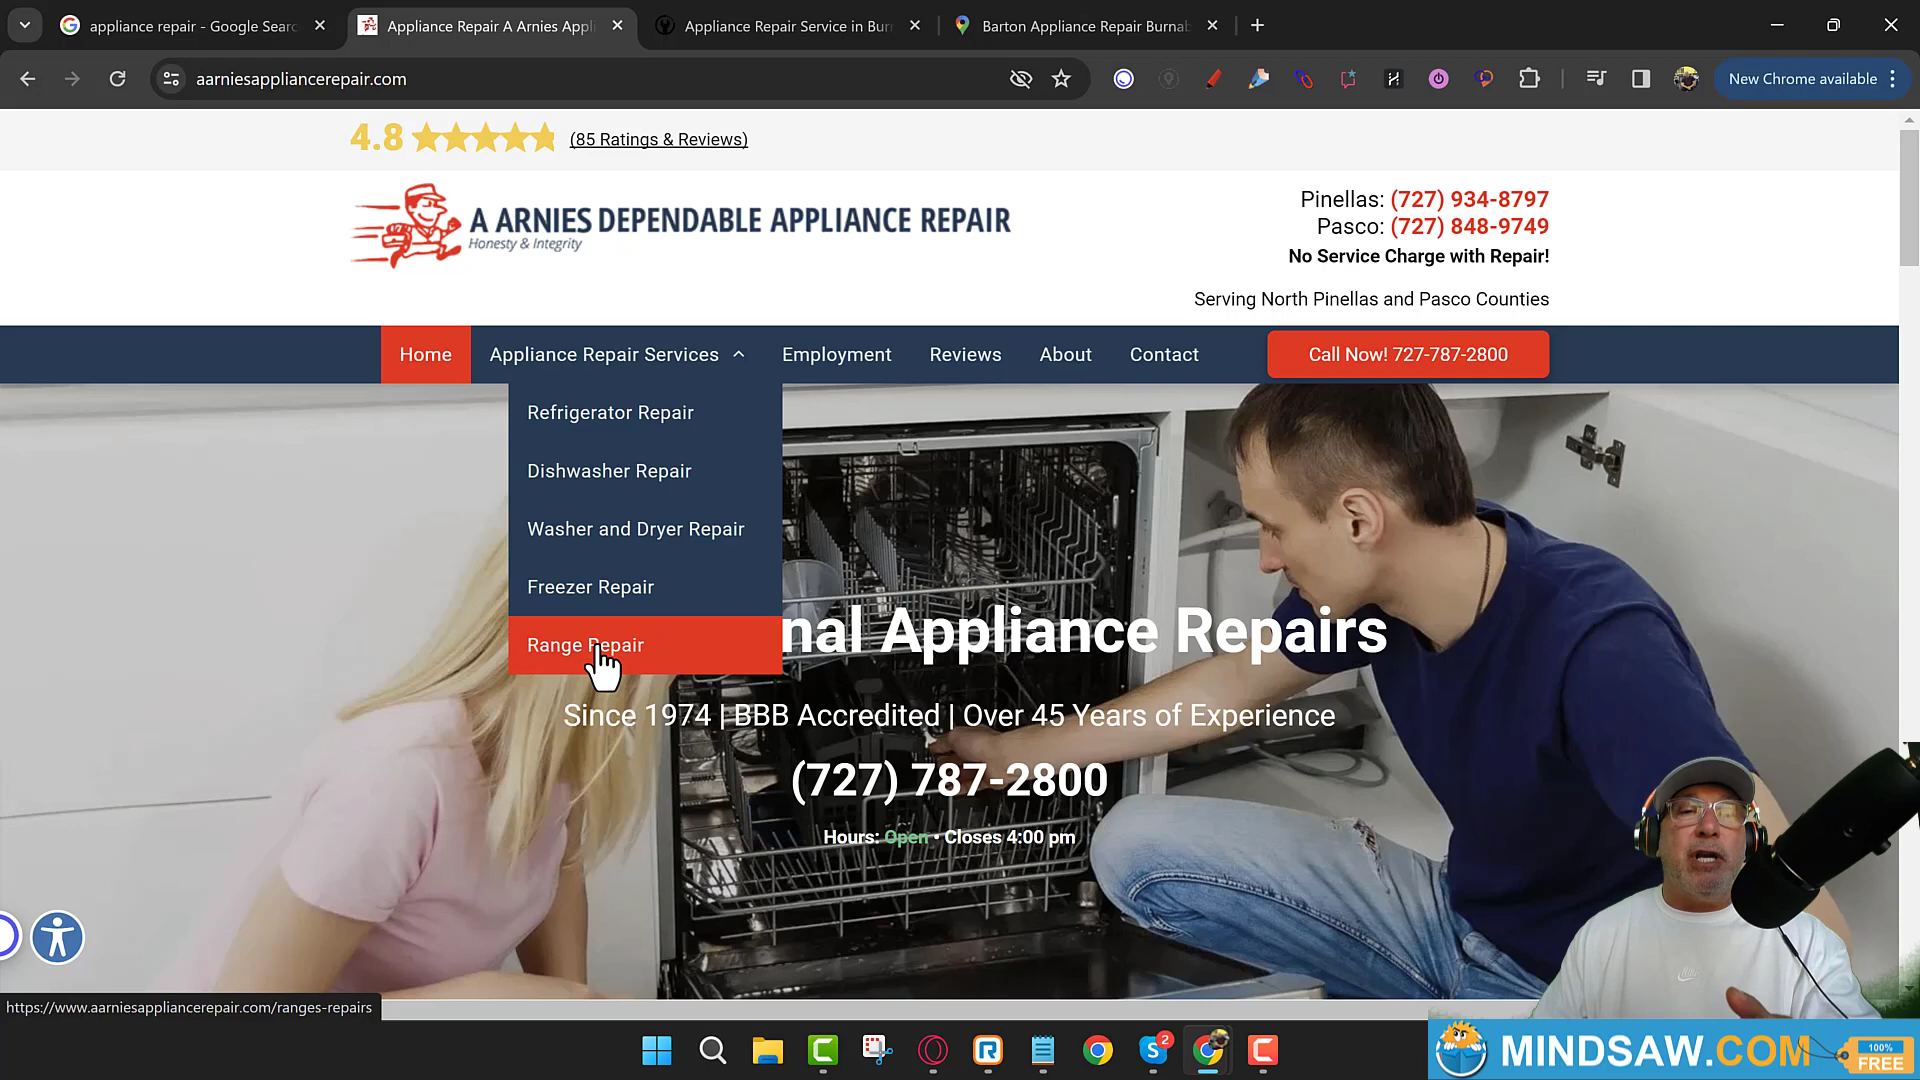 appliance repair - Google Searc
Appliance Repair A Arnies Appl
Appliance Repair Service in Bur
Barton Appliance Repair Burnab
aarniesappliancerepair.com
New Chrome available
4.8 (85 Ratings & Reviews)
A ARNIES DEPENDABLE APPLIANCE REPAIR
Honesty & Integrity
Pinellas: (727) 934-8797
Pasco: (727) 848-9749
No Service Charge with Repair!
Serving North Pinellas and Pasco Counties
Home Appliance Repair Services Employment Reviews About Contact Call Now! 727-787-2800
Refrigerator Repair
Dishwasher Repair
Washer and Dryer Repair
Freezer Repair
Range Repair
nal Appliance Repairs
Since 1974 | BBB Accredited | Over 45 Years of Experience
(727) 787-2800
Hours: Open • Closes 4:00 pm
https://www.aarniesappliancerepair.com/ranges-repairs
2
MINDSAW.COM
100%
FREE